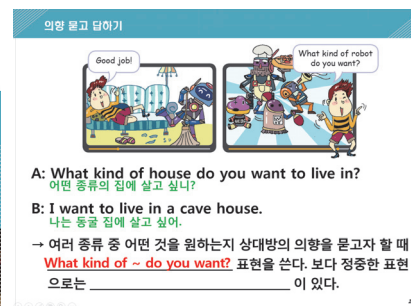 의향 묻고 답하기
Good job!
What kind of robot
do you want?
A: What kind of house do you want to live in?
어떤 종류의 집에 살고 싶니?
B: I want to live in a cave house.
나는 동굴 집에 살고 싶어.
→ 여러 종류 중 어떤 것을 원하는지 상대방의 의향을 묻고자 할 때
What kind of ~ do you want? 표현을 쓴다. 보다 정중한 표현
으로는 ____________________ 이 있다.